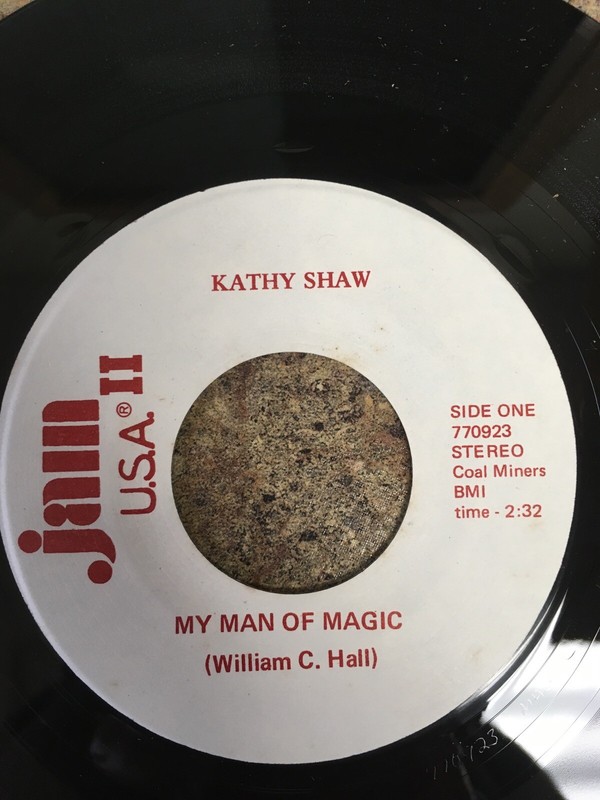 KATHY SHAW
jam
U.S.A.® II
SIDE ONE
770923
STEREO
Coal Miners
BMI
time - 2:32
MY MAN OF MAGIC
(William C. Hall)